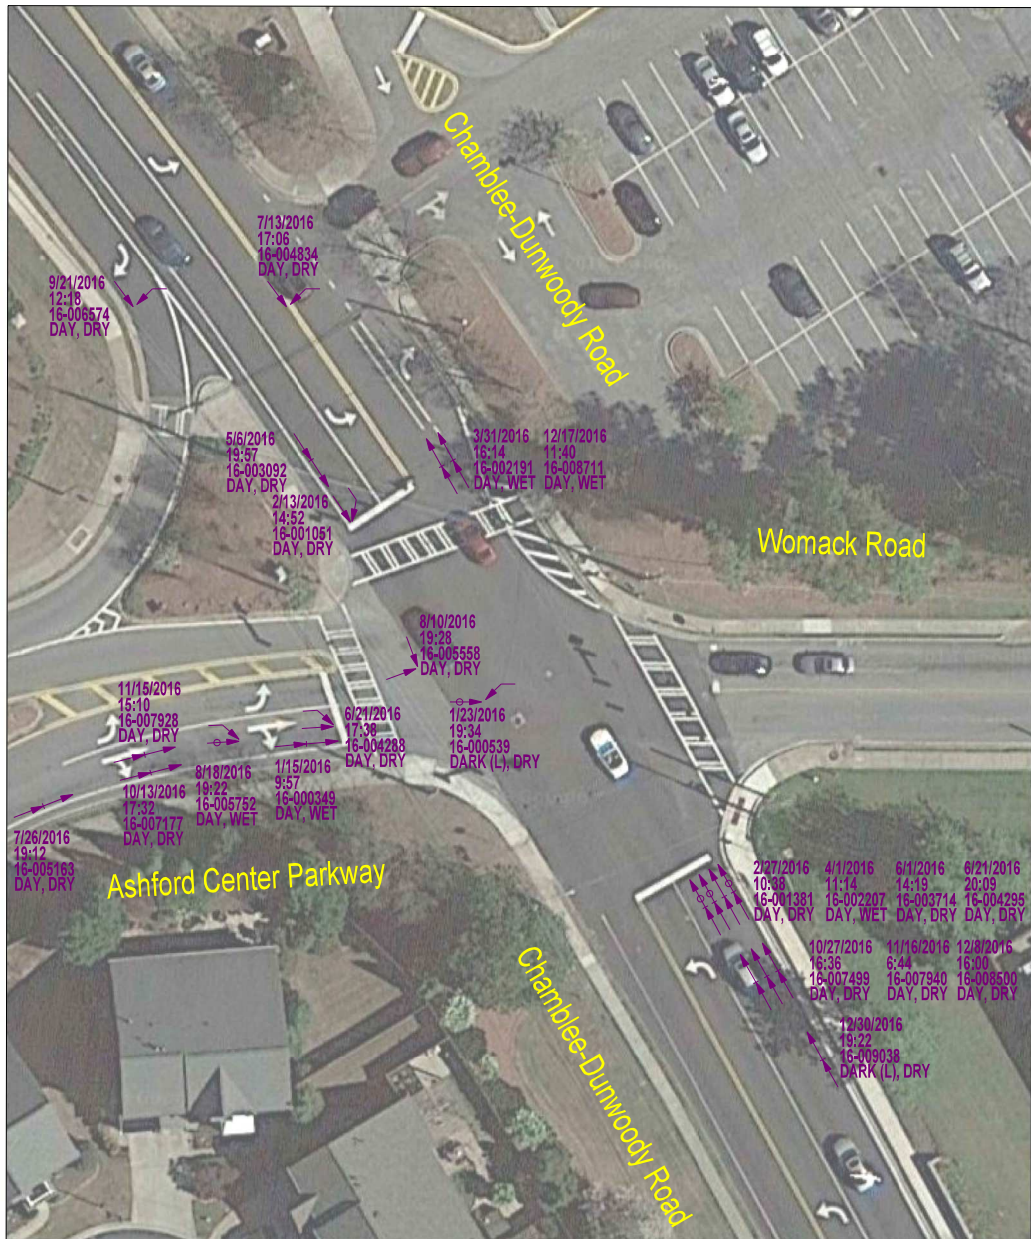 Chamblee-Dunwoody Road
7/13/2016
17:06
16-004834
DAY, DRY
9/21/2016
12:18
16-006574
DAY, DRY
5/6/2016
19:57
16-003092
DAY, DRY
2/13/2016
14:52
16-001051
DAY, DRY
3/31/2016
16:14
16-002191
DAY, WET
12/17/2016
11:40
16-008711
DAY, WET
Womack Road
8/10/2016
19:28
16-005558
DAY, DRY
11/15/2016
15:10
16-007928
DAY, DRY
6/21/2016
17:38
16-004288
DAY, DRY
1/23/2016
19:34
16-000539
DARK (L), DRY
8/18/2016
19:22
16-005752
DAY, WET
1/15/2016
9:57
16-000349
DAY, WET
10/13/2016
17:32
16-007177
DAY, DRY
7/26/2016
19:12
16-005163
DAY, DRY
Ashford Center Parkway
2/27/2016
10:38
16-001381
DAY, DRY
4/1/2016
11:14
16-002207
DAY, WET
6/1/2016
14:19
16-003714
DAY, DRY
6/21/2016
20:09
16-004295
DAY, DRY
10/27/2016
16:36
16-007499
DAY, DRY
11/16/2016
6:44
16-007940
DAY, DRY
12/8/2016
16:00
16-008500
DAY, DRY
12/30/2016
19:22
16-009038
DARK (L), DRY
Chamblee-Dunwoody Road